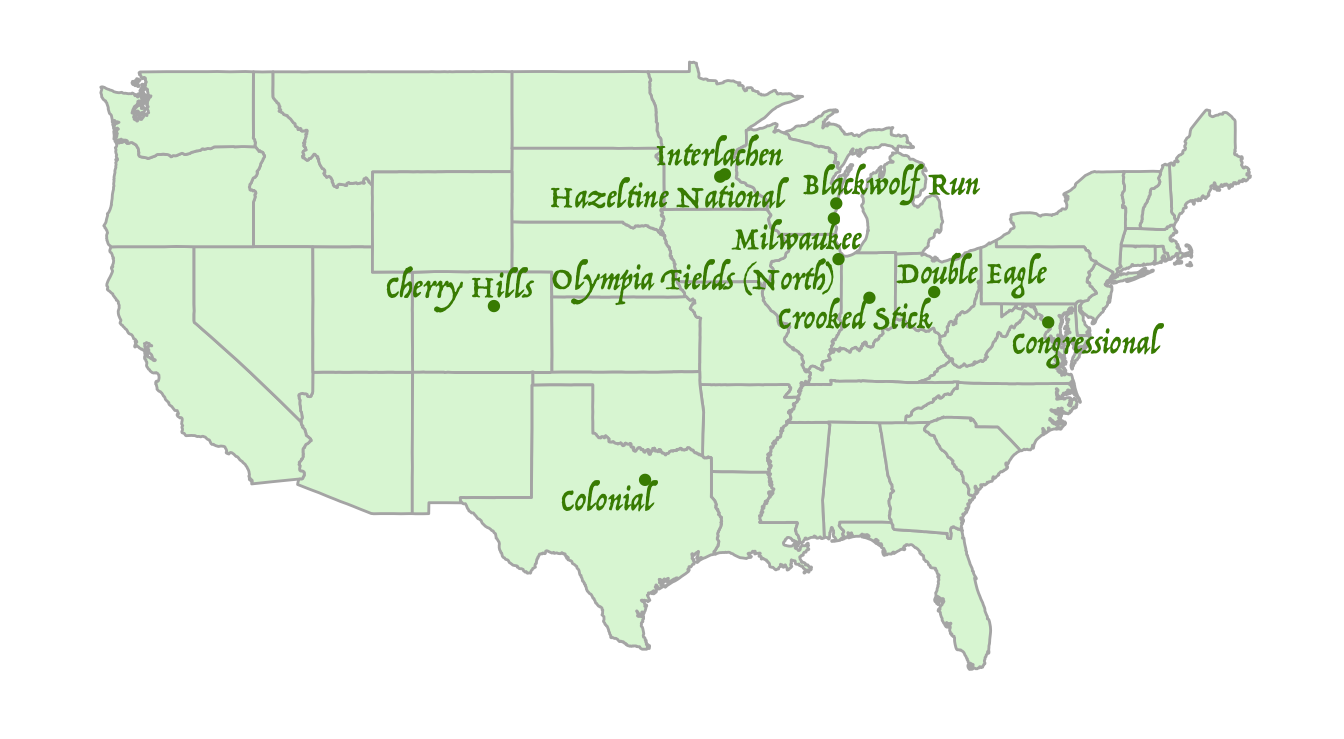 Interlachen
Blackwolf Run
Hazeltine National
Milwaukee
Double Eagle
Olympia Fields (North)
Cherry Hills
Crooked Stick
Congressional
Colonial